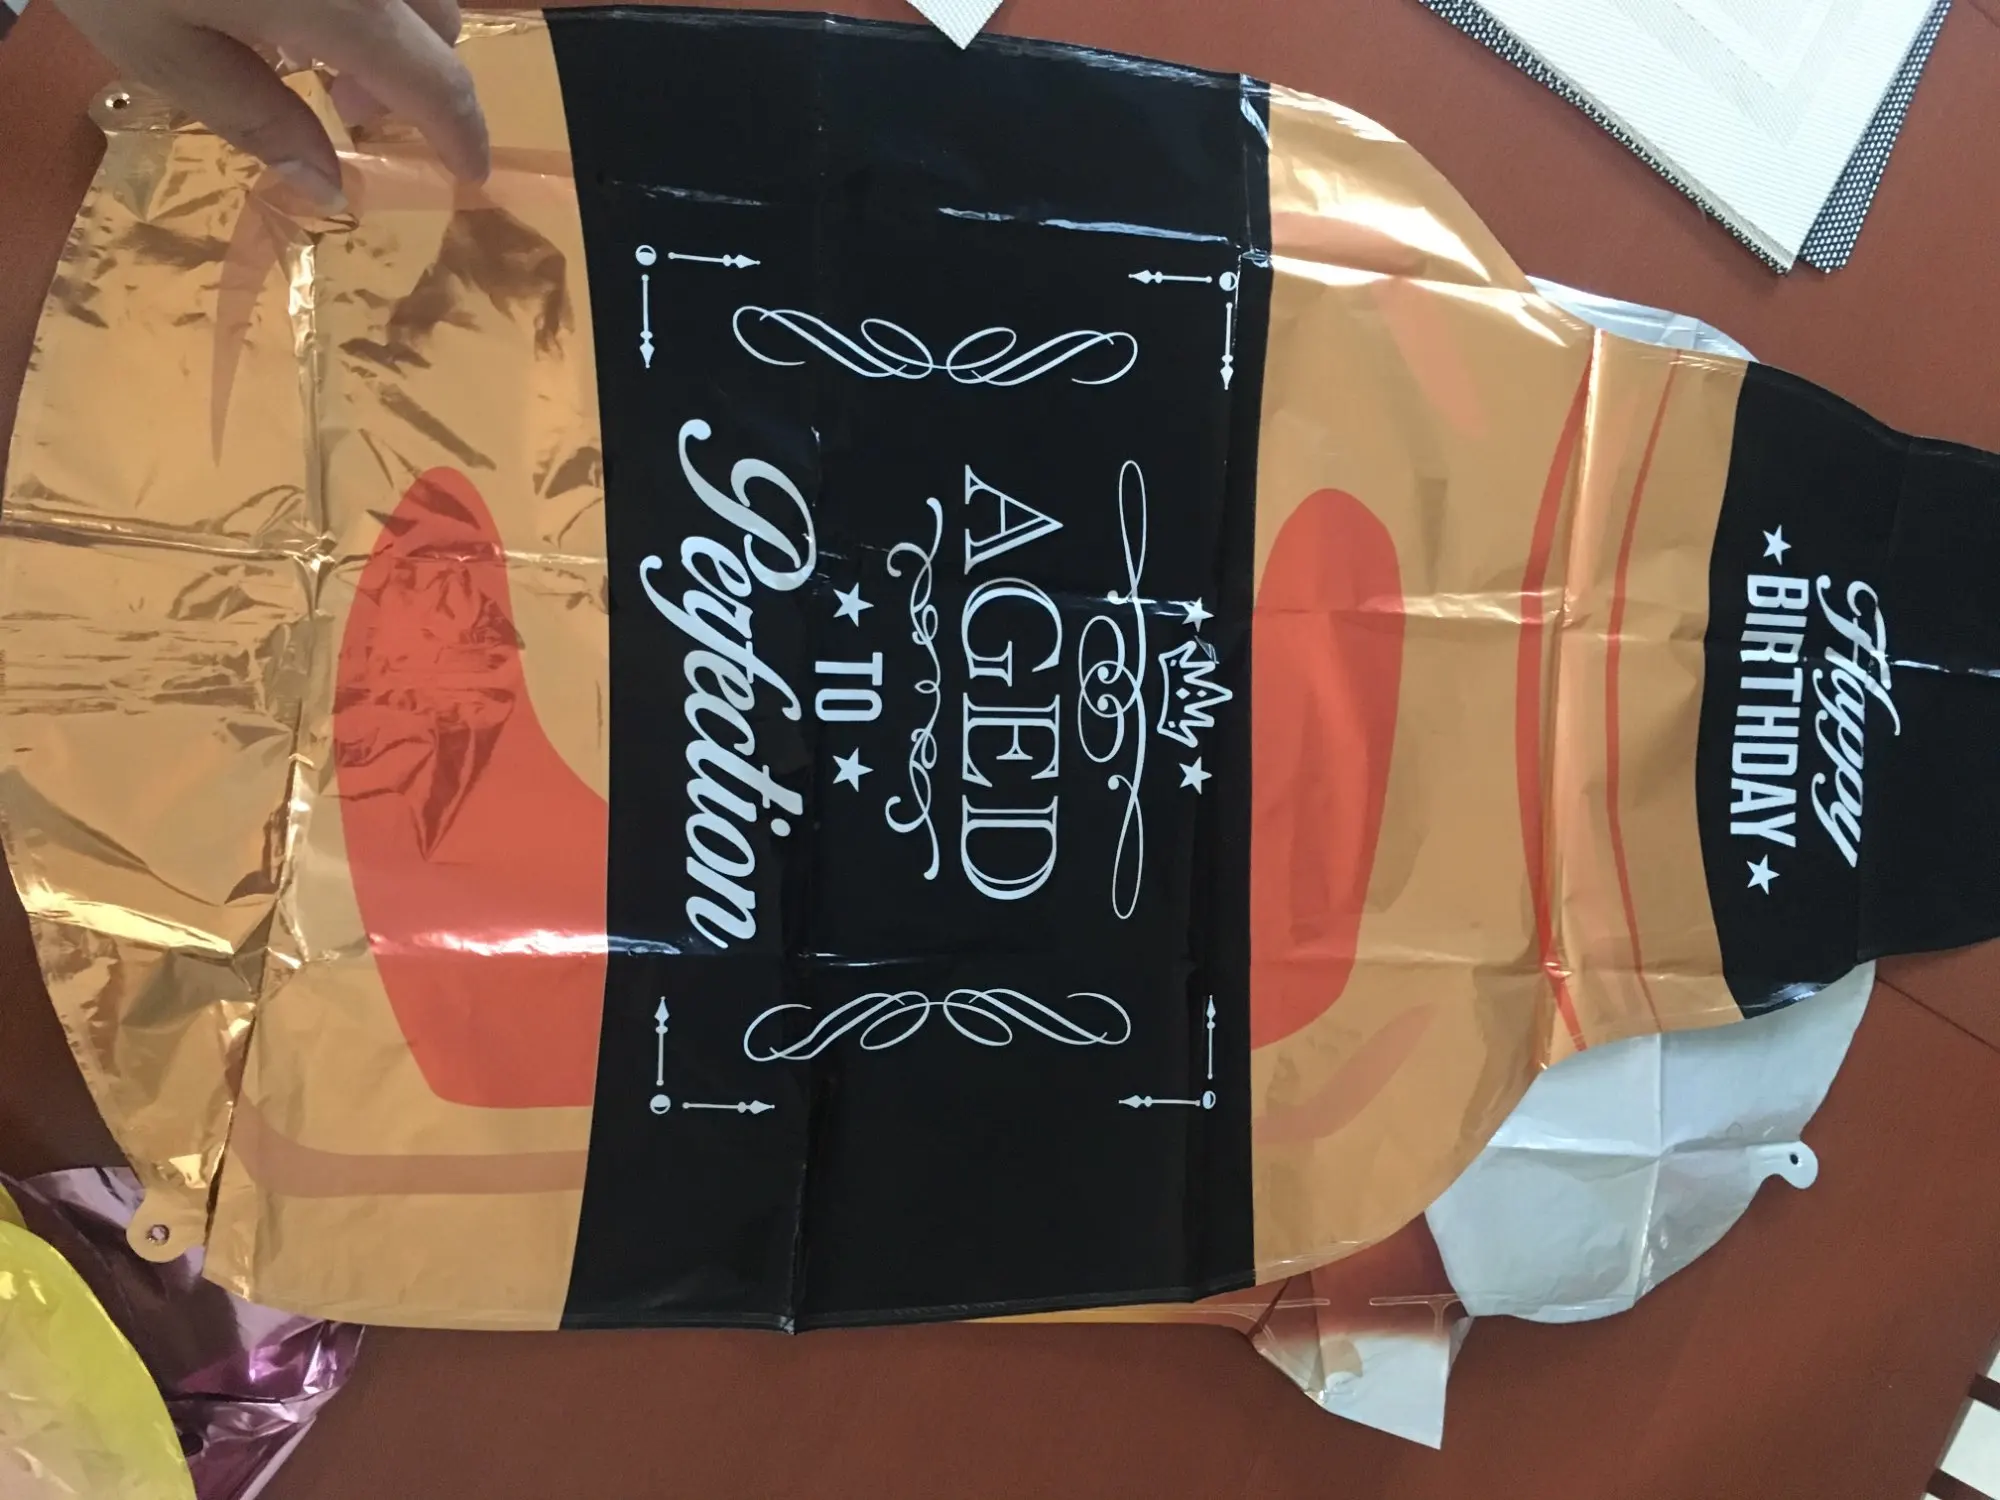 Happy
★ BIRTHDAY ★
AGED
★ TO ★
Perfection